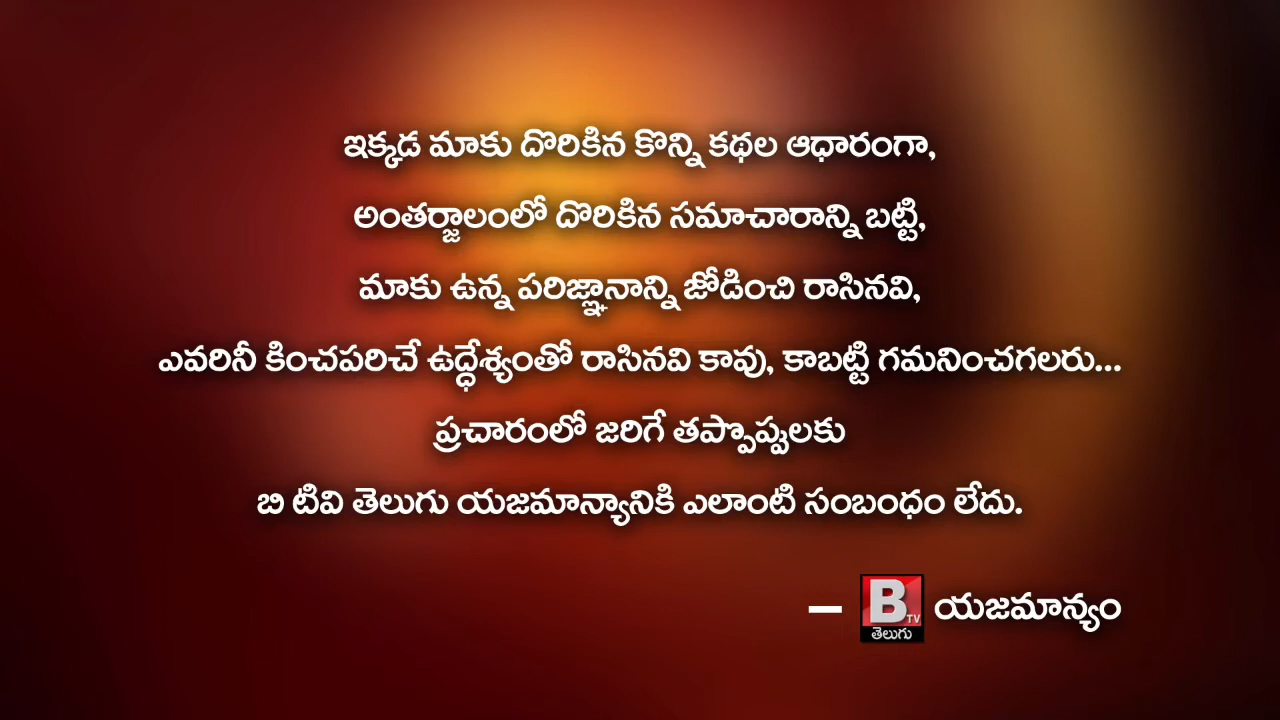 ఇక్కడ మాకు దొరికిన కొన్ని కథల ఆధారంగా,
అంతర్జాలంలో దొరికిన సమాచారాన్ని బట్టి,
మాకు ఉన్న పరిజ్ఞానాన్ని జోడించి రాసినవి,
ఎవరినీ కించపరిచే ఉద్ధేశ్యంతో రాసినవి కావు, కాబట్టి గమనించగలరు...
ప్రచారంలో జరిగే తప్పొప్పులకు
బి టివి తెలుగు యజమాన్యానికి ఎలాంటి సంబంధం లేదు.
– B TV తెలుగు యజమాన్యం